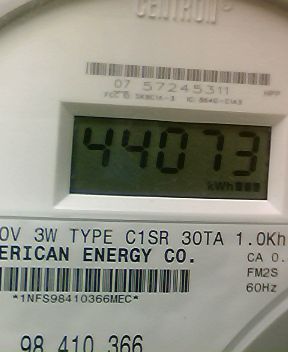 CENTRON®
07 57245311
44073
kWh
0V 3W TYPE C1SR 30TA 1.0Kh
ERICAN ENERGY CO.
CA 0.
FM2S
*1NFS98410366MEC*
60Hz
98 410 366